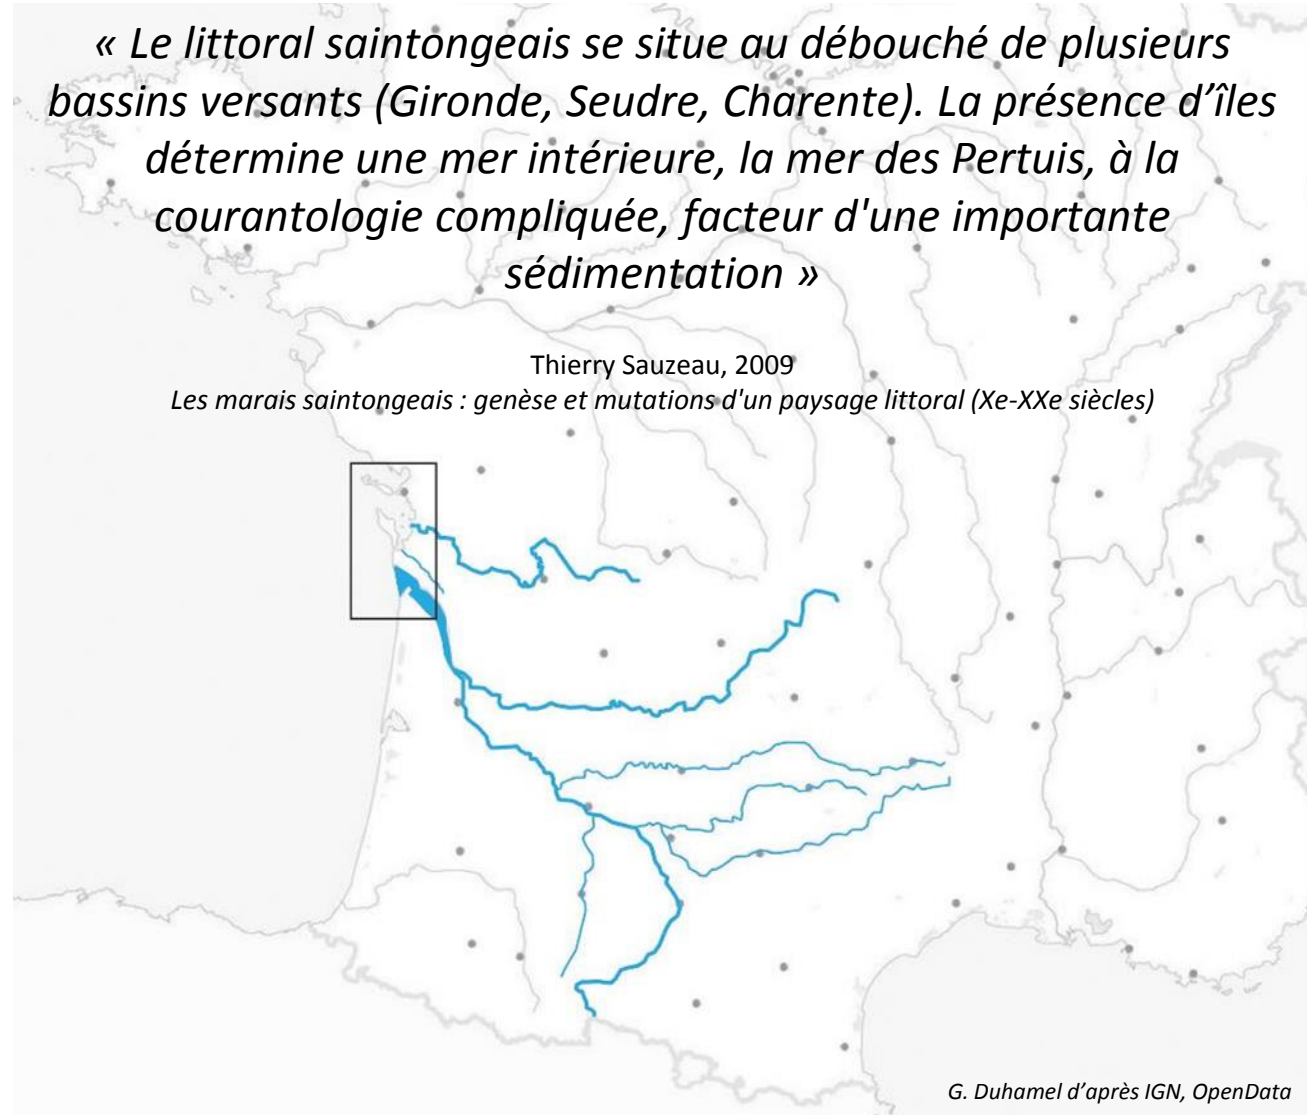 « Le littoral saintongeais se situe au débouché de plusieurs
bassins versants (Gironde, Seudre, Charente). La présence d’îles
détermine une mer intérieure, la mer des Pertuis, à la
courantologie compliquée, facteur d'une importante
sédimentation »
Thierry Sauzeau, 2009
Les marais saintongeais : genèse et mutations d'un paysage littoral (Xe-XXe siècles)
G. Duhamel d’après IGN, OpenData